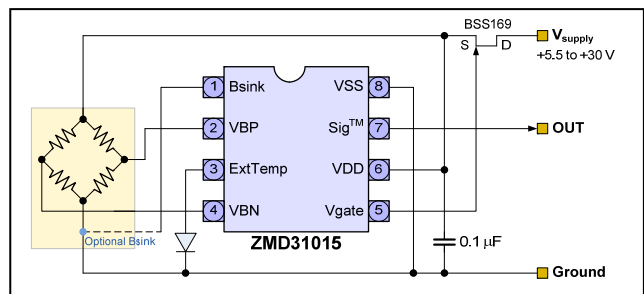 BSS169
S D
Vsupply
+5.5 to +30 V
1 Bsink VSS 8
2 VBP Sig™ 7 OUT
3 ExtTemp VDD 6
4 VBN Vgate 5
Optional Bsink
ZMD31015
0.1 µF
Ground